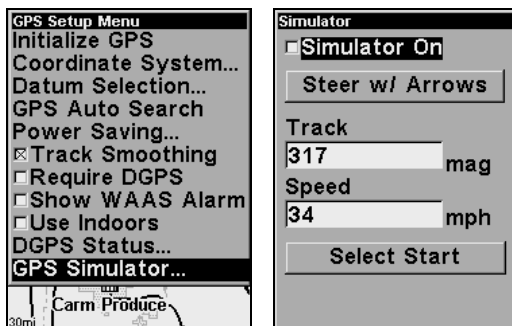 GPS Setup Menu
Initialize GPS
Coordinate System...
Datum Selection...
GPS Auto Search
Power Saving...
Track Smoothing
Require DGPS
Show WAAS Alarm
Use Indoors
DGPS Status...
GPS Simulator...
Carm Produce
30mi
Simulator
Simulator On
Steer w/ Arrows
Track
317 mag
Speed
34 mph
Select Start